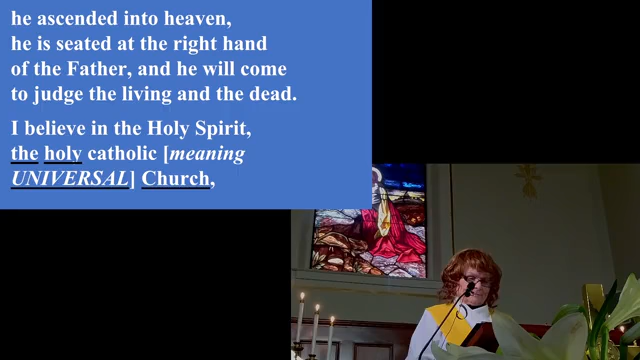 he ascended into heaven,
he is seated at the right hand
of the Father, and he will come
to judge the living and the dead.
I believe in the Holy Spirit,
the holy catholic [meaning
UNIVERSAL] Church,